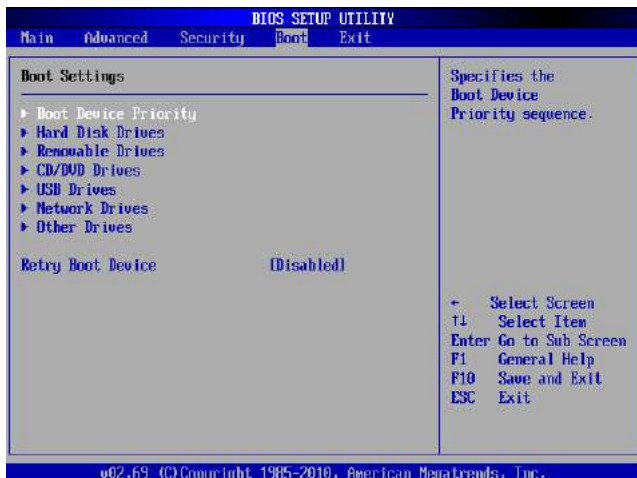 BIOS SETUP UTILITY
Main Advanced Security Boot Exit
Boot Settings
Boot Device Priority
Hard Disk Drives
Removable Drives
CD/DVD Drives
USB Drives
Network Drives
Other Drives
Retry Boot Device [Disabled]
Specifies the
Boot Device
Priority sequence.
← Select Screen
↑↓ Select Item
Enter Go to Sub Screen
F1 General Help
F10 Save and Exit
ESC Exit
v02.69 (C)Copyright 1985-2010, American Megatrends, Inc.